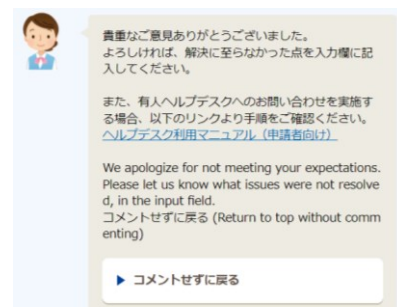 貴重なご意見ありがとうございました。
よろしければ、解決に至らなかった点を入力欄に記
入してください。
また、有人ヘルプデスクへのお問い合わせを実施す
る場合、以下のリンクより手順をご確認ください。
ヘルプデスク利用マニュアル（申請者向け）
We apologize for not meeting your expectations.
Please let us know what issues were not resolve
d, in the input field.
コメントせずに戻る (Return to top without comm
enting)
コメントせずに戻る